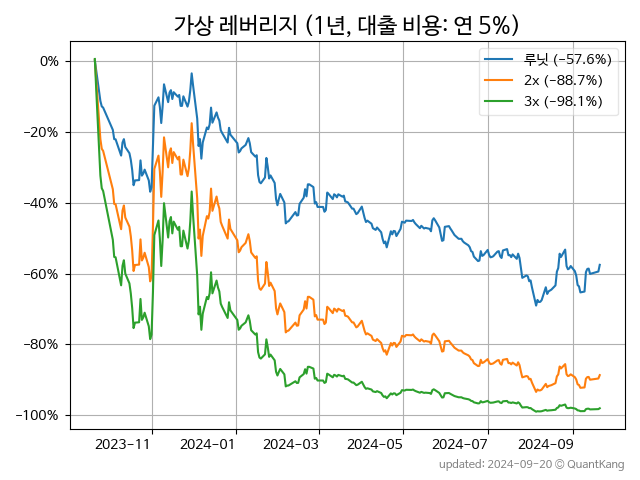 가상 레버리지 (1년, 대출 비용: 연 5%)
루닛 (−57.6%)
2x (−88.7%)
3x (−98.1%)
0%
−20%
−40%
−60%
−80%
−100%
2023-11 2024-01 2024-03 2024-05 2024-07 2024-09
updated: 2024-09-20 © QuantKang